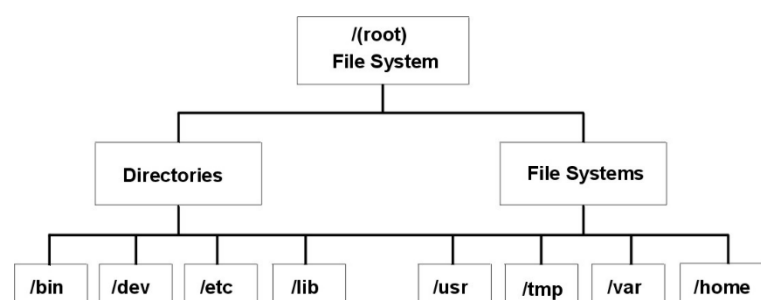 /(root)
File System
Directories
File Systems
/bin
/dev
/etc
/lib
/usr
/tmp
/var
/home